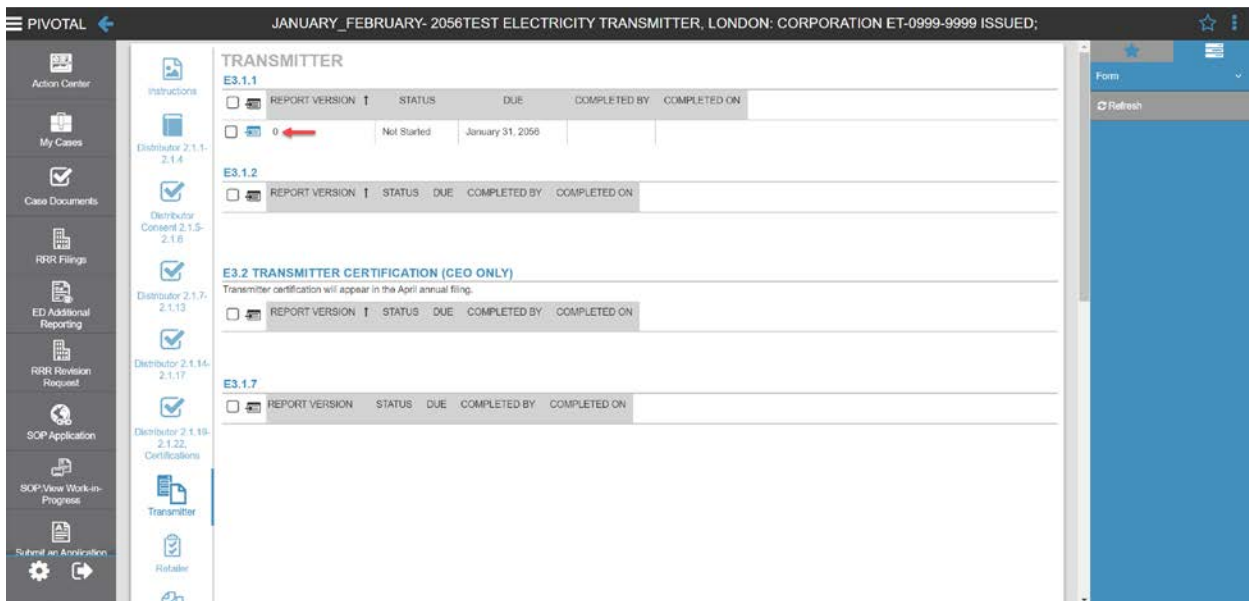 PIVOTAL
JANUARY_FEBRUARY- 2056TEST ELECTRICITY TRANSMITTER, LONDON: CORPORATION ET-0999-9999 ISSUED;
Action Center
My Cases
Case Documents
RRR Filings
ED Additional
Reporting
RRR Revision
Request
SOP Application
SOP:View Work-in-
Progress
Submit an Application
Instructions
Distributor 2.1.1-
2.1.4
Distributor
Consent 2.1.5-
2.1.6
Distributor 2.1.7-
2.1.13
Distributor 2.1.14-
2.1.17
Distributor 2.1.19-
2.1.22,
Certifications
Transmitter
Retailer
TRANSMITTER
E3.1.1
REPORT VERSION ↑ STATUS DUE COMPLETED BY COMPLETED ON
0 Not Started January 31, 2056
E3.1.2
REPORT VERSION ↑ STATUS DUE COMPLETED BY COMPLETED ON
E3.2 TRANSMITTER CERTIFICATION (CEO ONLY)
Transmitter certification will appear in the April annual filing.
REPORT VERSION ↑ STATUS DUE COMPLETED BY COMPLETED ON
E3.1.7
REPORT VERSION STATUS DUE COMPLETED BY COMPLETED ON
Form
Refresh